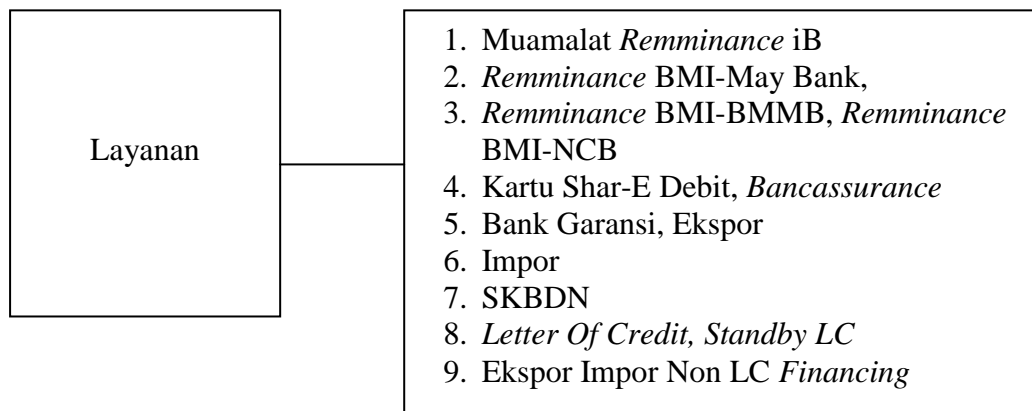 Layanan
1. Muamalat Remminance iB
2. Remminance BMI-May Bank,
3. Remminance BMI-BMMB, Remminance
BMI-NCB
4. Kartu Shar-E Debit, Bancassurance
5. Bank Garansi, Ekspor
6. Impor
7. SKBDN
8. Letter Of Credit, Standby LC
9. Ekspor Impor Non LC Financing